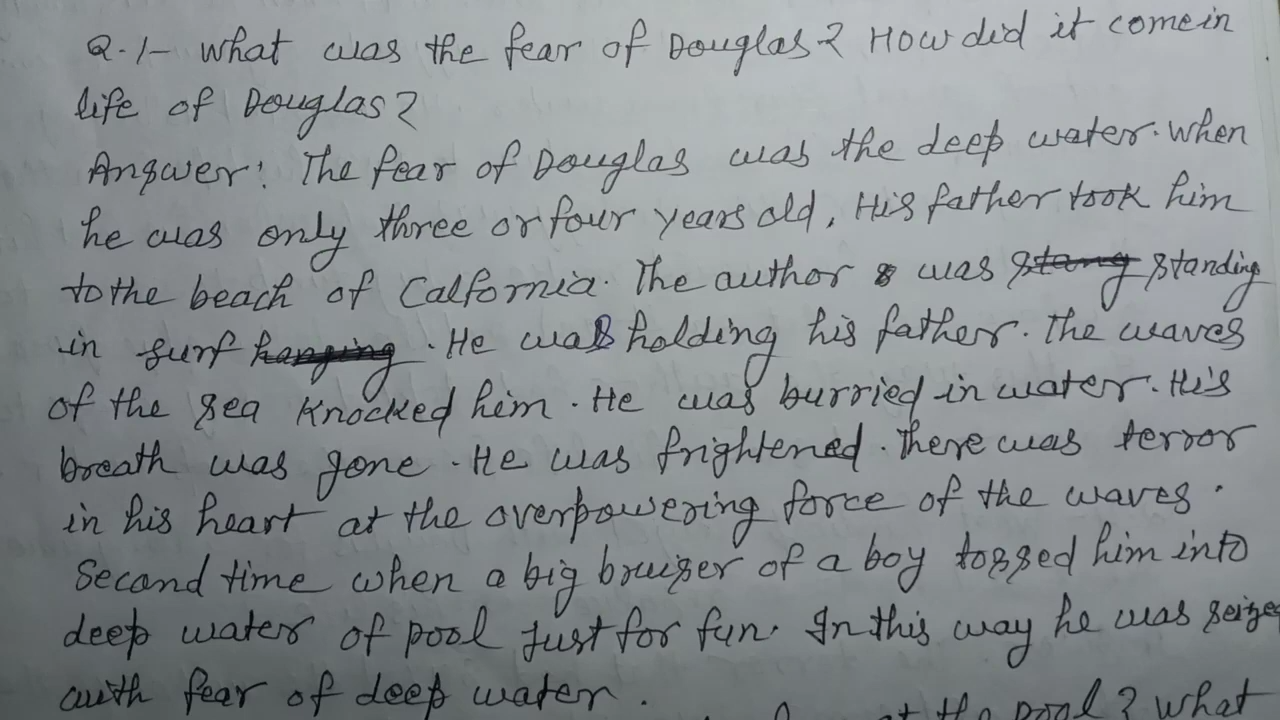 Q.1- What was the fear of Douglas? How did it come in
life of Douglas?
Answer: The fear of Douglas was the deep water. When
he was only three or four years old, His father took him
to the beach of Calfornia. The author was standing
in surf. He was holding his father. The waves
of the sea knocked him. He was burried in water. His
breath was gone. He was frightened. There was terror
in his heart at the overpowering force of the waves.
Second time when a big bruiser of a boy tossed him into
deep water of pool Just for fun. In this way he was seized
with fear of deep water.
at the pool? What